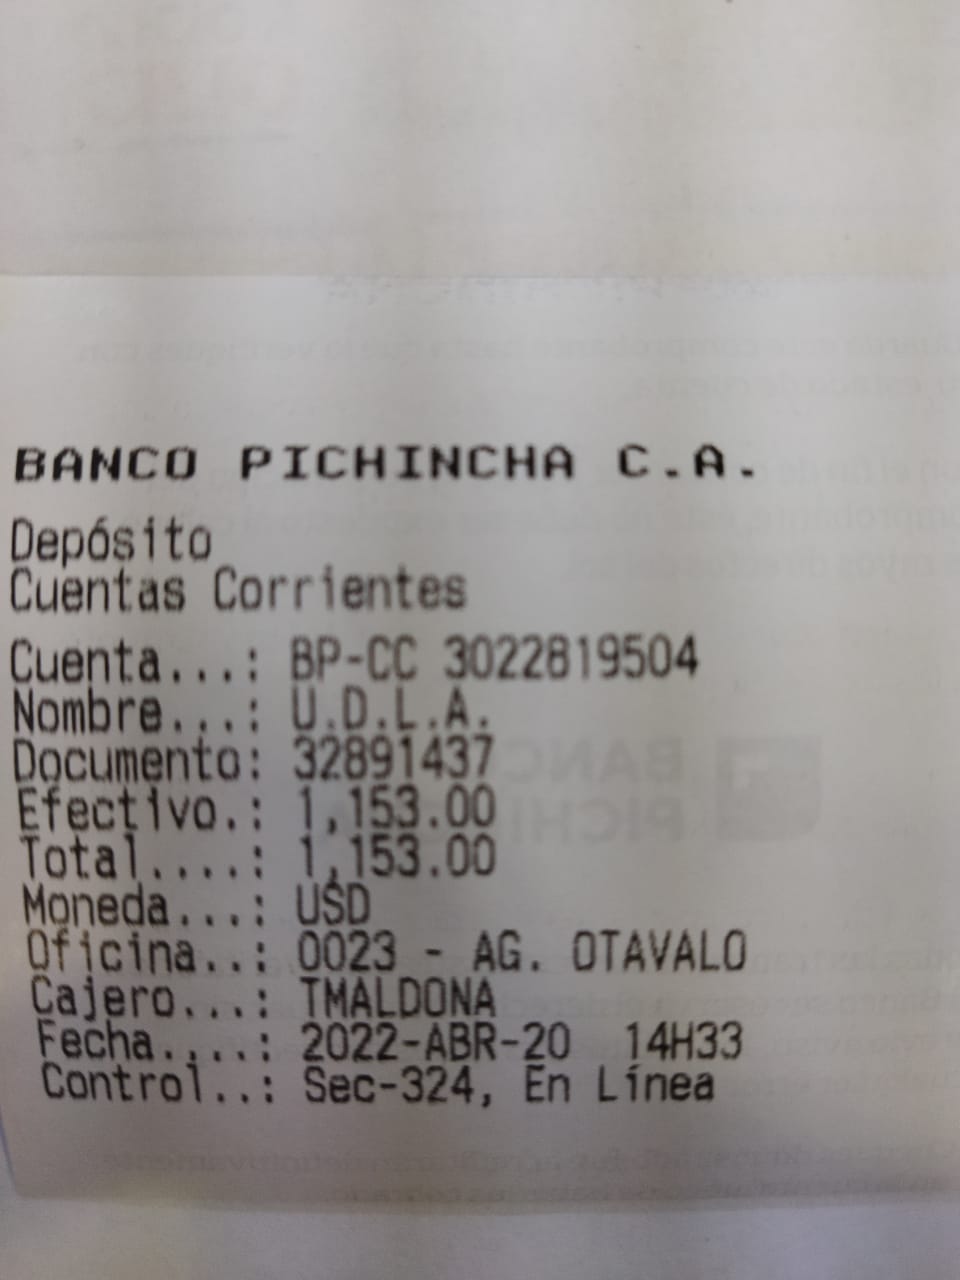 BANCO PICHINCHA C.A.
Depósito
Cuentas Corrientes
Cuenta...: BP-CC 3022819504
Nombre...: U.D.L.A.
Documento: 32891437
Efectivo.: 1,153.00
Total....: 1,153.00
Moneda...: USD
Oficina..: 0023 - AG. OTAVALO
Cajero...: TMALDONA
Fecha....: 2022-ABR-20 14H33
Control..: Sec-324, En Línea